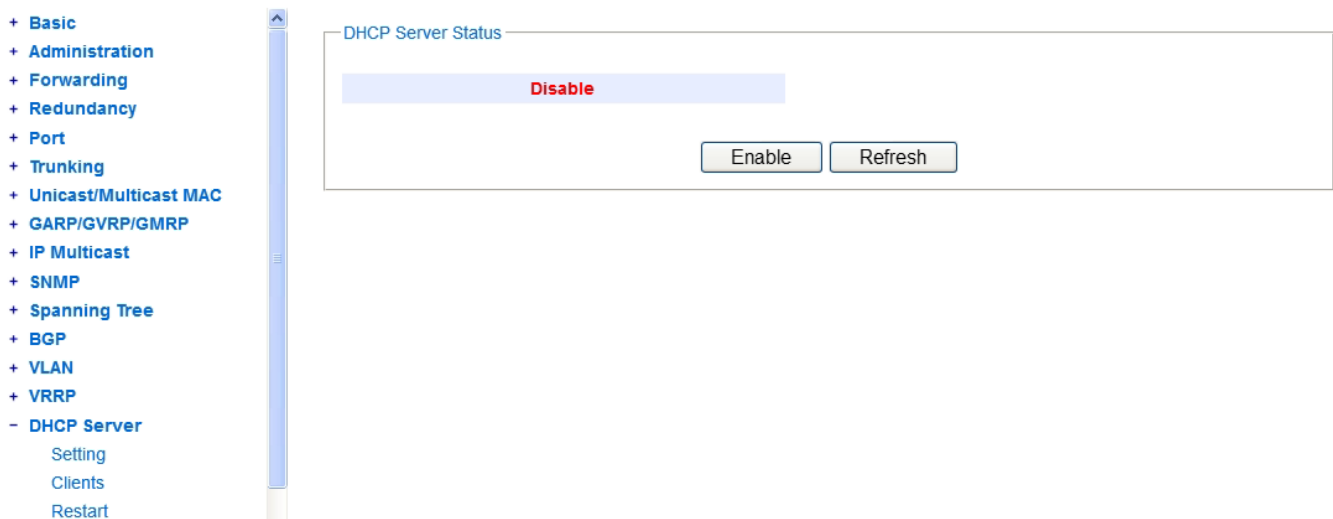 + Basic
+ Administration
+ Forwarding
+ Redundancy
+ Port
+ Trunking
+ Unicast/Multicast MAC
+ GARP/GVRP/GMRP
+ IP Multicast
+ SNMP
+ Spanning Tree
+ BGP
+ VLAN
+ VRRP
- DHCP Server
Setting
Clients
Restart
DHCP Server Status
Disable
Enable Refresh